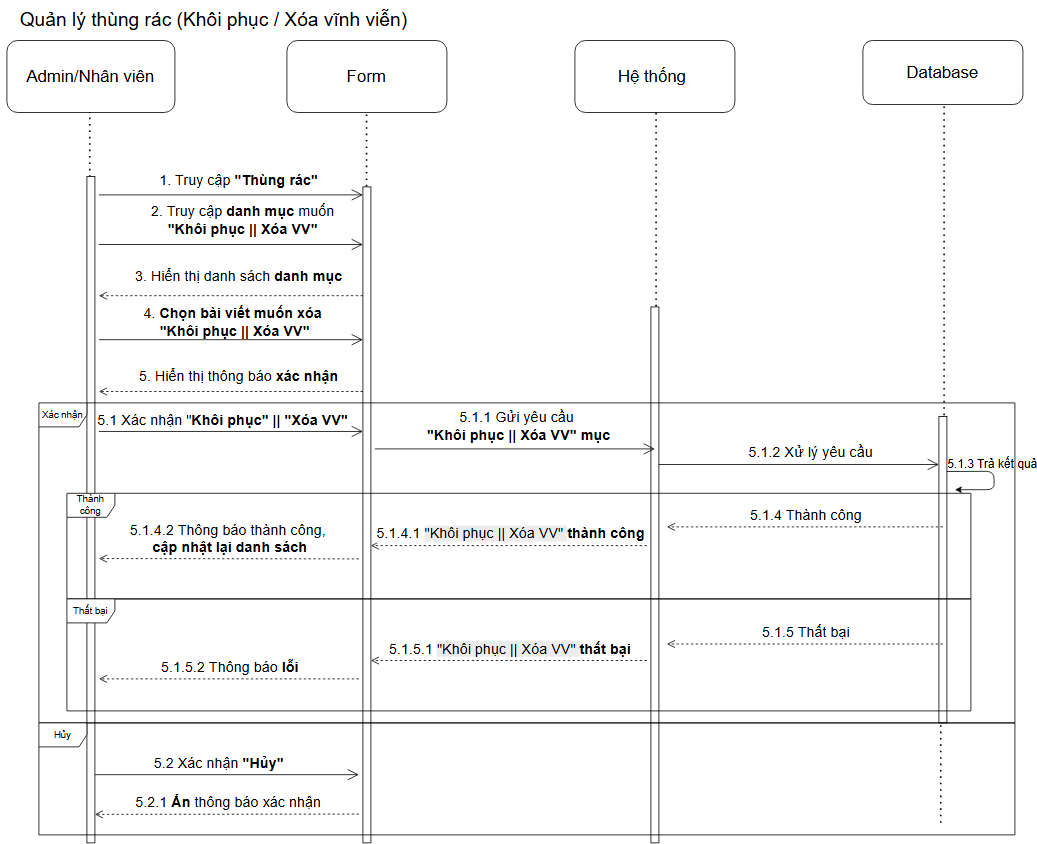 Quản lý thùng rác (Khôi phục / Xóa vĩnh viễn)
Admin/Nhân viên
Form
Hệ thống
Database
1. Truy cập "Thùng rác"
2. Truy cập danh mục muốn
"Khôi phục || Xóa VV"
3. Hiển thị danh sách danh mục
4. Chọn bài viết muốn xóa
"Khôi phục || Xóa VV"
5. Hiển thị thông báo xác nhận
Xác nhận
5.1 Xác nhận "Khôi phục" || "Xóa VV"
5.1.1 Gửi yêu cầu
"Khôi phục || Xóa VV" mục
5.1.2 Xử lý yêu cầu
5.1.3 Trả kết quả
Thành
công
5.1.4 Thành công
5.1.4.1 "Khôi phục || Xóa VV" thành công
5.1.4.2 Thông báo thành công,
cập nhật lại danh sách
Thất bại
5.1.5 Thất bại
5.1.5.1 "Khôi phục || Xóa VV" thất bại
5.1.5.2 Thông báo lỗi
Hủy
5.2 Xác nhận "Hủy"
5.2.1 Ẩn thông báo xác nhận